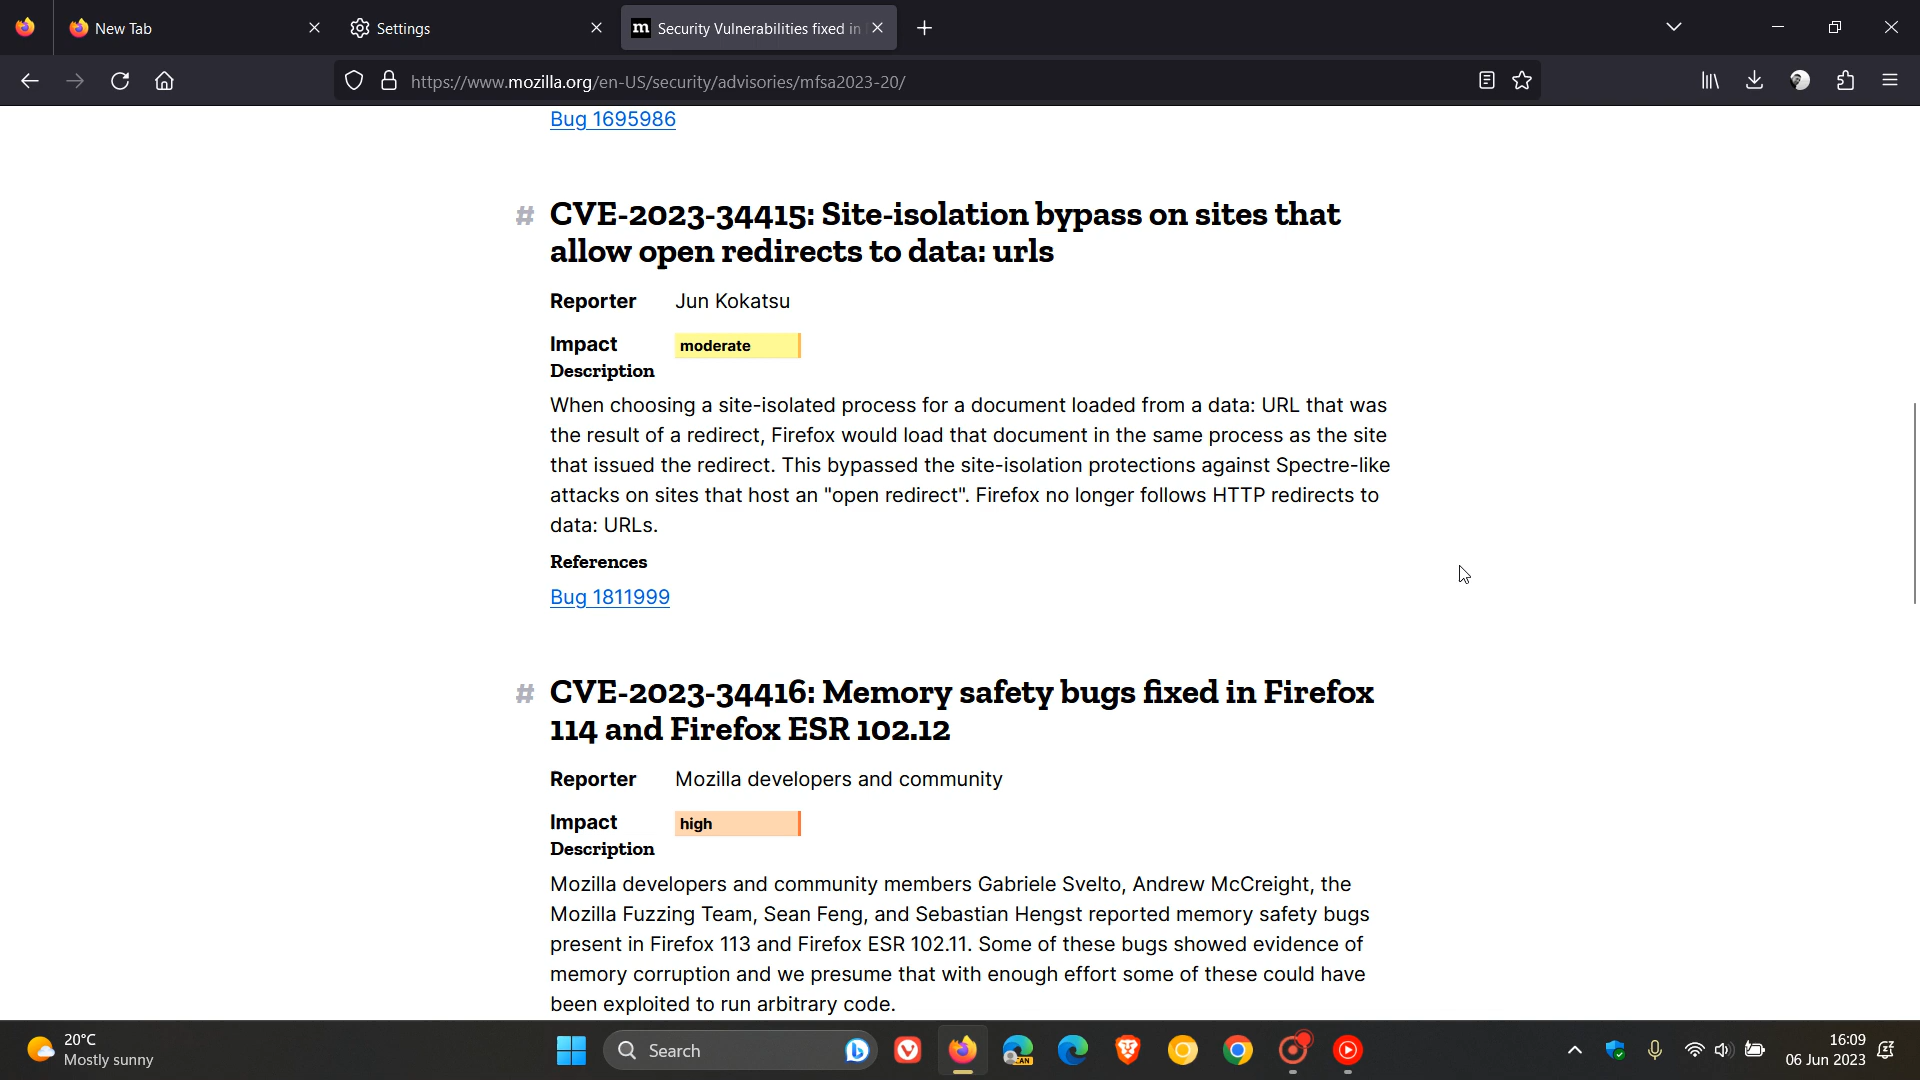 New Tab
Settings
Security Vulnerabilities fixed in
https://www.mozilla.org/en-US/security/advisories/mfsa2023-20/
Bug 1695986
# CVE-2023-34415: Site-isolation bypass on sites that
allow open redirects to data: urls
Reporter Jun Kokatsu
Impact moderate
Description
When choosing a site-isolated process for a document loaded from a data: URL that was
the result of a redirect, Firefox would load that document in the same process as the site
that issued the redirect. This bypassed the site-isolation protections against Spectre-like
attacks on sites that host an "open redirect". Firefox no longer follows HTTP redirects to
data: URLs.
References
Bug 1811999
# CVE-2023-34416: Memory safety bugs fixed in Firefox
114 and Firefox ESR 102.12
Reporter Mozilla developers and community
Impact high
Description
Mozilla developers and community members Gabriele Svelto, Andrew McCreight, the
Mozilla Fuzzing Team, Sean Feng, and Sebastian Hengst reported memory safety bugs
present in Firefox 113 and Firefox ESR 102.11. Some of these bugs showed evidence of
memory corruption and we presume that with enough effort some of these could have
been exploited to run arbitrary code.
20°C
Mostly sunny
Search
CAN
16:09
06 Jun 2023